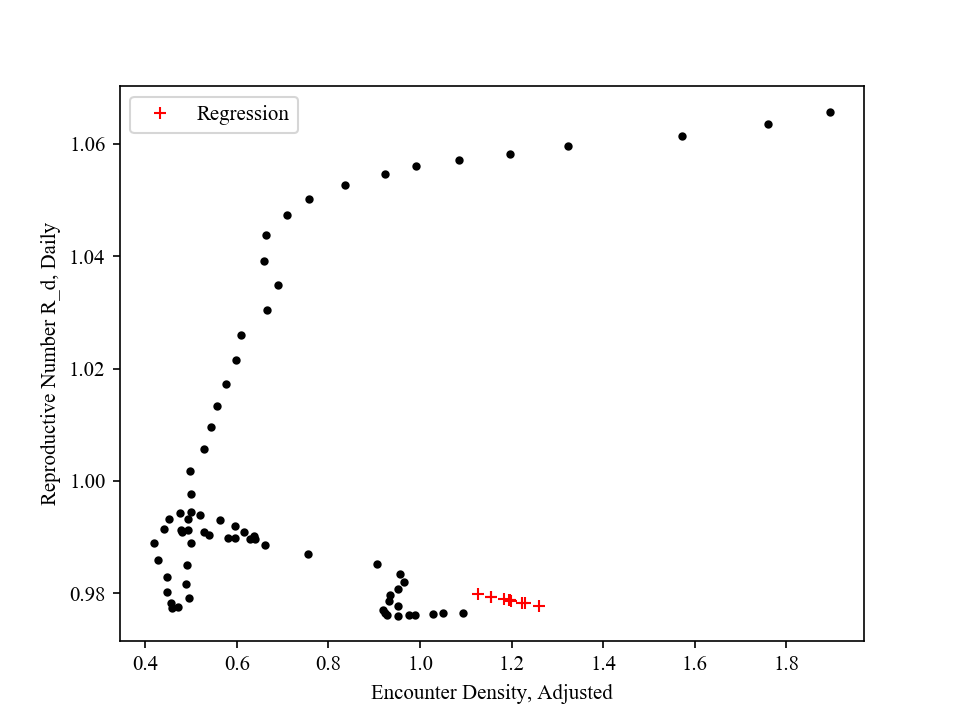 Regression
1.06
1.04
1.02
1.00
0.98
Reproductive Number R_d, Daily
0.4 0.6 0.8 1.0 1.2 1.4 1.6 1.8
Encounter Density, Adjusted